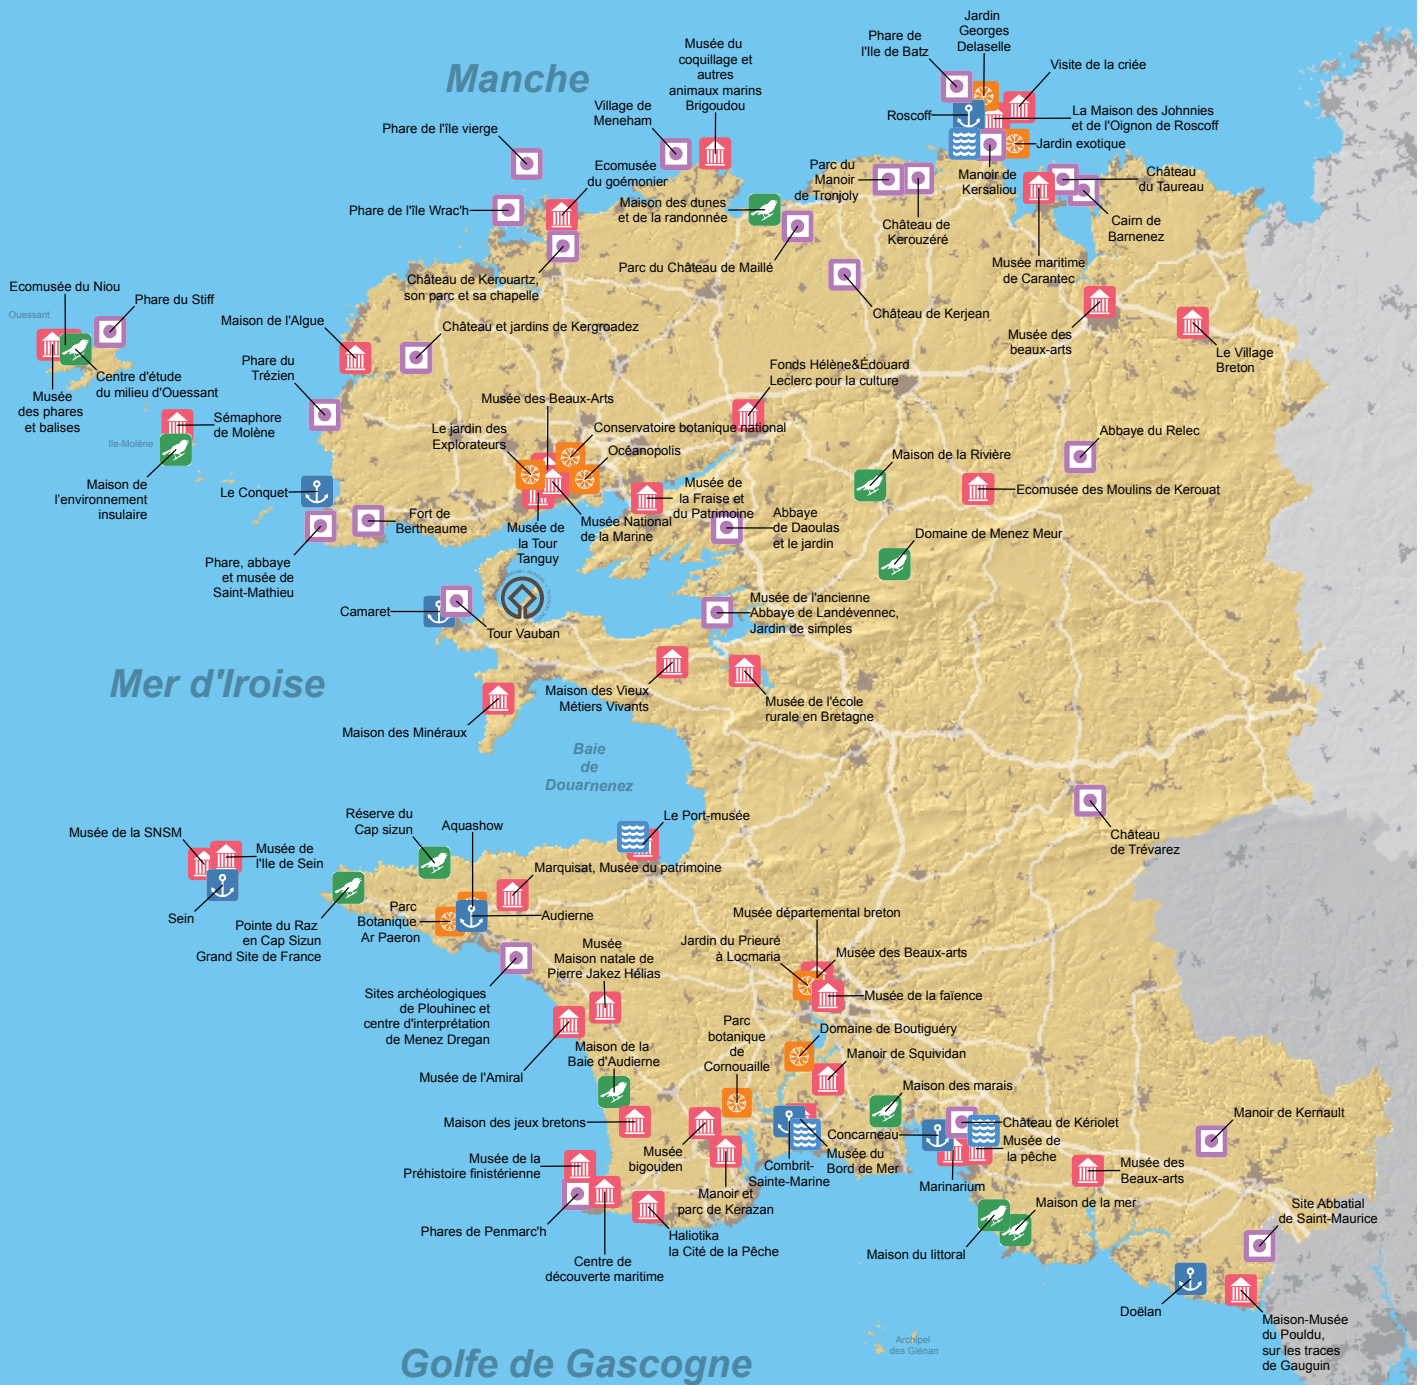 Manche
Phare de
l'Ile de Batz
Jardin
Georges
Delaselle
Visite de la criée
Musée du
coquillage et
autres
animaux marins
Brigoudou
Village de
Meneham
Roscoff
La Maison des Johnnies
et de l'Oignon de Roscoff
Phare de l'île vierge
Jardin exotique
Ecomusée
du goémonier
Parc du
Manoir
de Tronjoly
Manoir de
Kersaliou
Château
du Taureau
Phare de l'île Wrac'h
Maison des dunes
et de la randonnée
Château de
Kerouzéré
Cairn de
Barnenez
Parc du Château de Maillé
Musée maritime
de Carantec
Château de Kerouartz,
son parc et sa chapelle
Ecomusée du Niou
Phare du Stiff
Ouessant
Maison de l'Algue
Château et jardins de Kergroadez
Château de Kerjean
Musée des
beaux-arts
Le Village
Breton
Phare du
Trézien
Fonds Hélène&Édouard
Leclerc pour la culture
Centre d'étude
du milieu d'Ouessant
Musée
des phares
et balises
Musée des Beaux-Arts
Sémaphore
de Molène
Le jardin des
Explorateurs
Conservatoire botanique national
Abbaye du Relec
Ile-Molène
Océanopolis
Maison de la Rivière
Maison de
l'environnement
insulaire
Le Conquet
Musée de
la Fraise et
du Patrimoine
Ecomusée des Moulins de Kerouat
Fort de
Bertheaume
Musée de
la Tour
Tanguy
Musée National
de la Marine
Abbaye
de Daoulas
et le jardin
Domaine de Menez Meur
Phare, abbaye
et musée de
Saint-Mathieu
Camaret
Tour Vauban
Musée de l'ancienne
Abbaye de Landévennec,
Jardin de simples
Mer d'Iroise
Maison des Vieux
Métiers Vivants
Musée de l'école
rurale en Bretagne
Maison des Minéraux
Baie
de
Douarnenez
Réserve du
Cap sizun
Aquashow
Le Port-musée
Château
de Trévarez
Musée de la SNSM
Musée de
l'Ile de Sein
Marquisat, Musée du patrimoine
Sein
Pointe du Raz
en Cap Sizun
Grand Site de France
Parc
Botanique
Ar Paeron
Audierne
Musée départemental breton
Musée
Maison natale de
Pierre Jakez Hélias
Jardin du Prieuré
à Locmaria
Musée des Beaux-arts
Sites archéologiques
de Plouhinec et
centre d'interprétation
de Menez Dregan
Musée de la faïence
Parc
botanique
de
Cornouaille
Domaine de Boutiguéry
Maison de la
Baie d'Audierne
Manoir de Squividan
Musée de l'Amiral
Maison des marais
Maison des jeux bretons
Concarneau
Château de Kériolet
Manoir de Kernault
Musée
bigouden
Musée de la
Préhistoire finistérienne
Combrit-
Sainte-Marine
Musée du
Bord de Mer
Musée de
la pêche
Marinarium
Musée des
Beaux-arts
Manoir et
parc de Kerazan
Phares de Penmarc'h
Maison de la mer
Site Abbatial
de Saint-Maurice
Haliotika
la Cité de la Pêche
Maison du littoral
Centre de
découverte maritime
Doëlan
Maison-Musée
du Pouldu,
sur les traces
de Gauguin
Archipel
des Glénan
Golfe de Gascogne